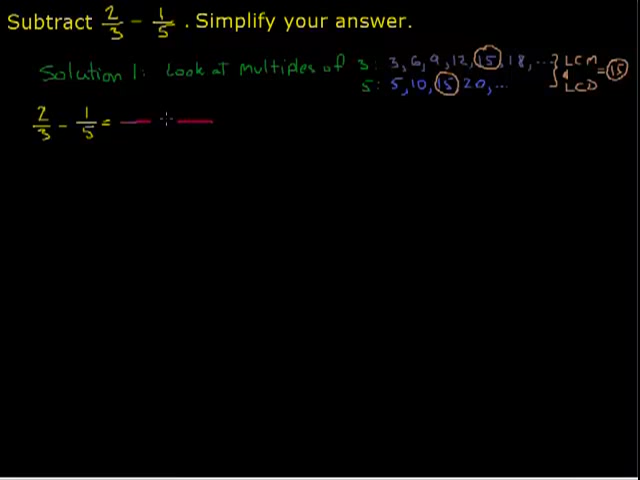 Subtract 2/3 - 1/5 . Simplify your answer.
Solution 1: Look at multiples of 3: 3, 6, 9, 12, 15, 18, ... } LCM & LCD = 15
5: 5, 10, 15 20, ...
2/3 - 1/5 =